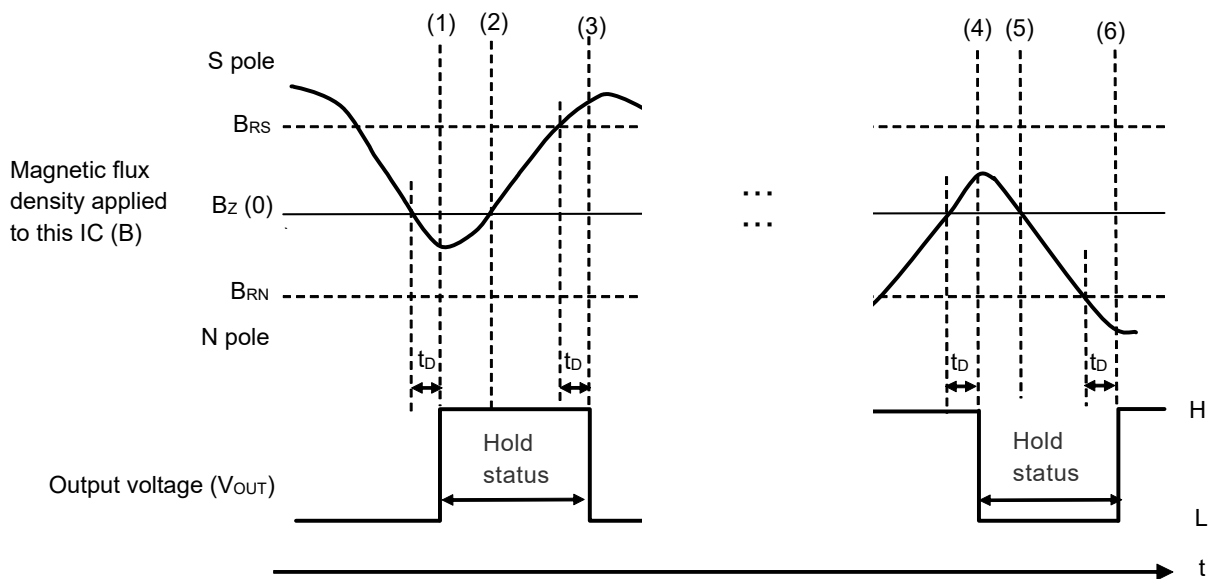 (1)
(2)
(3)
(4)
(5)
(6)
S pole
BRS
Magnetic flux
density applied
to this IC (B)
BZ (0)
...
...
BRN
N pole
tD
tD
tD
tD
H
Hold
status
Hold
status
Output voltage (VOUT)
L
t